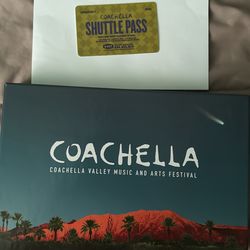 COACHELLA
SHUTTLE PASS
COACHELLA
COACHELLA VALLEY MUSIC AND ARTS FESTIVAL